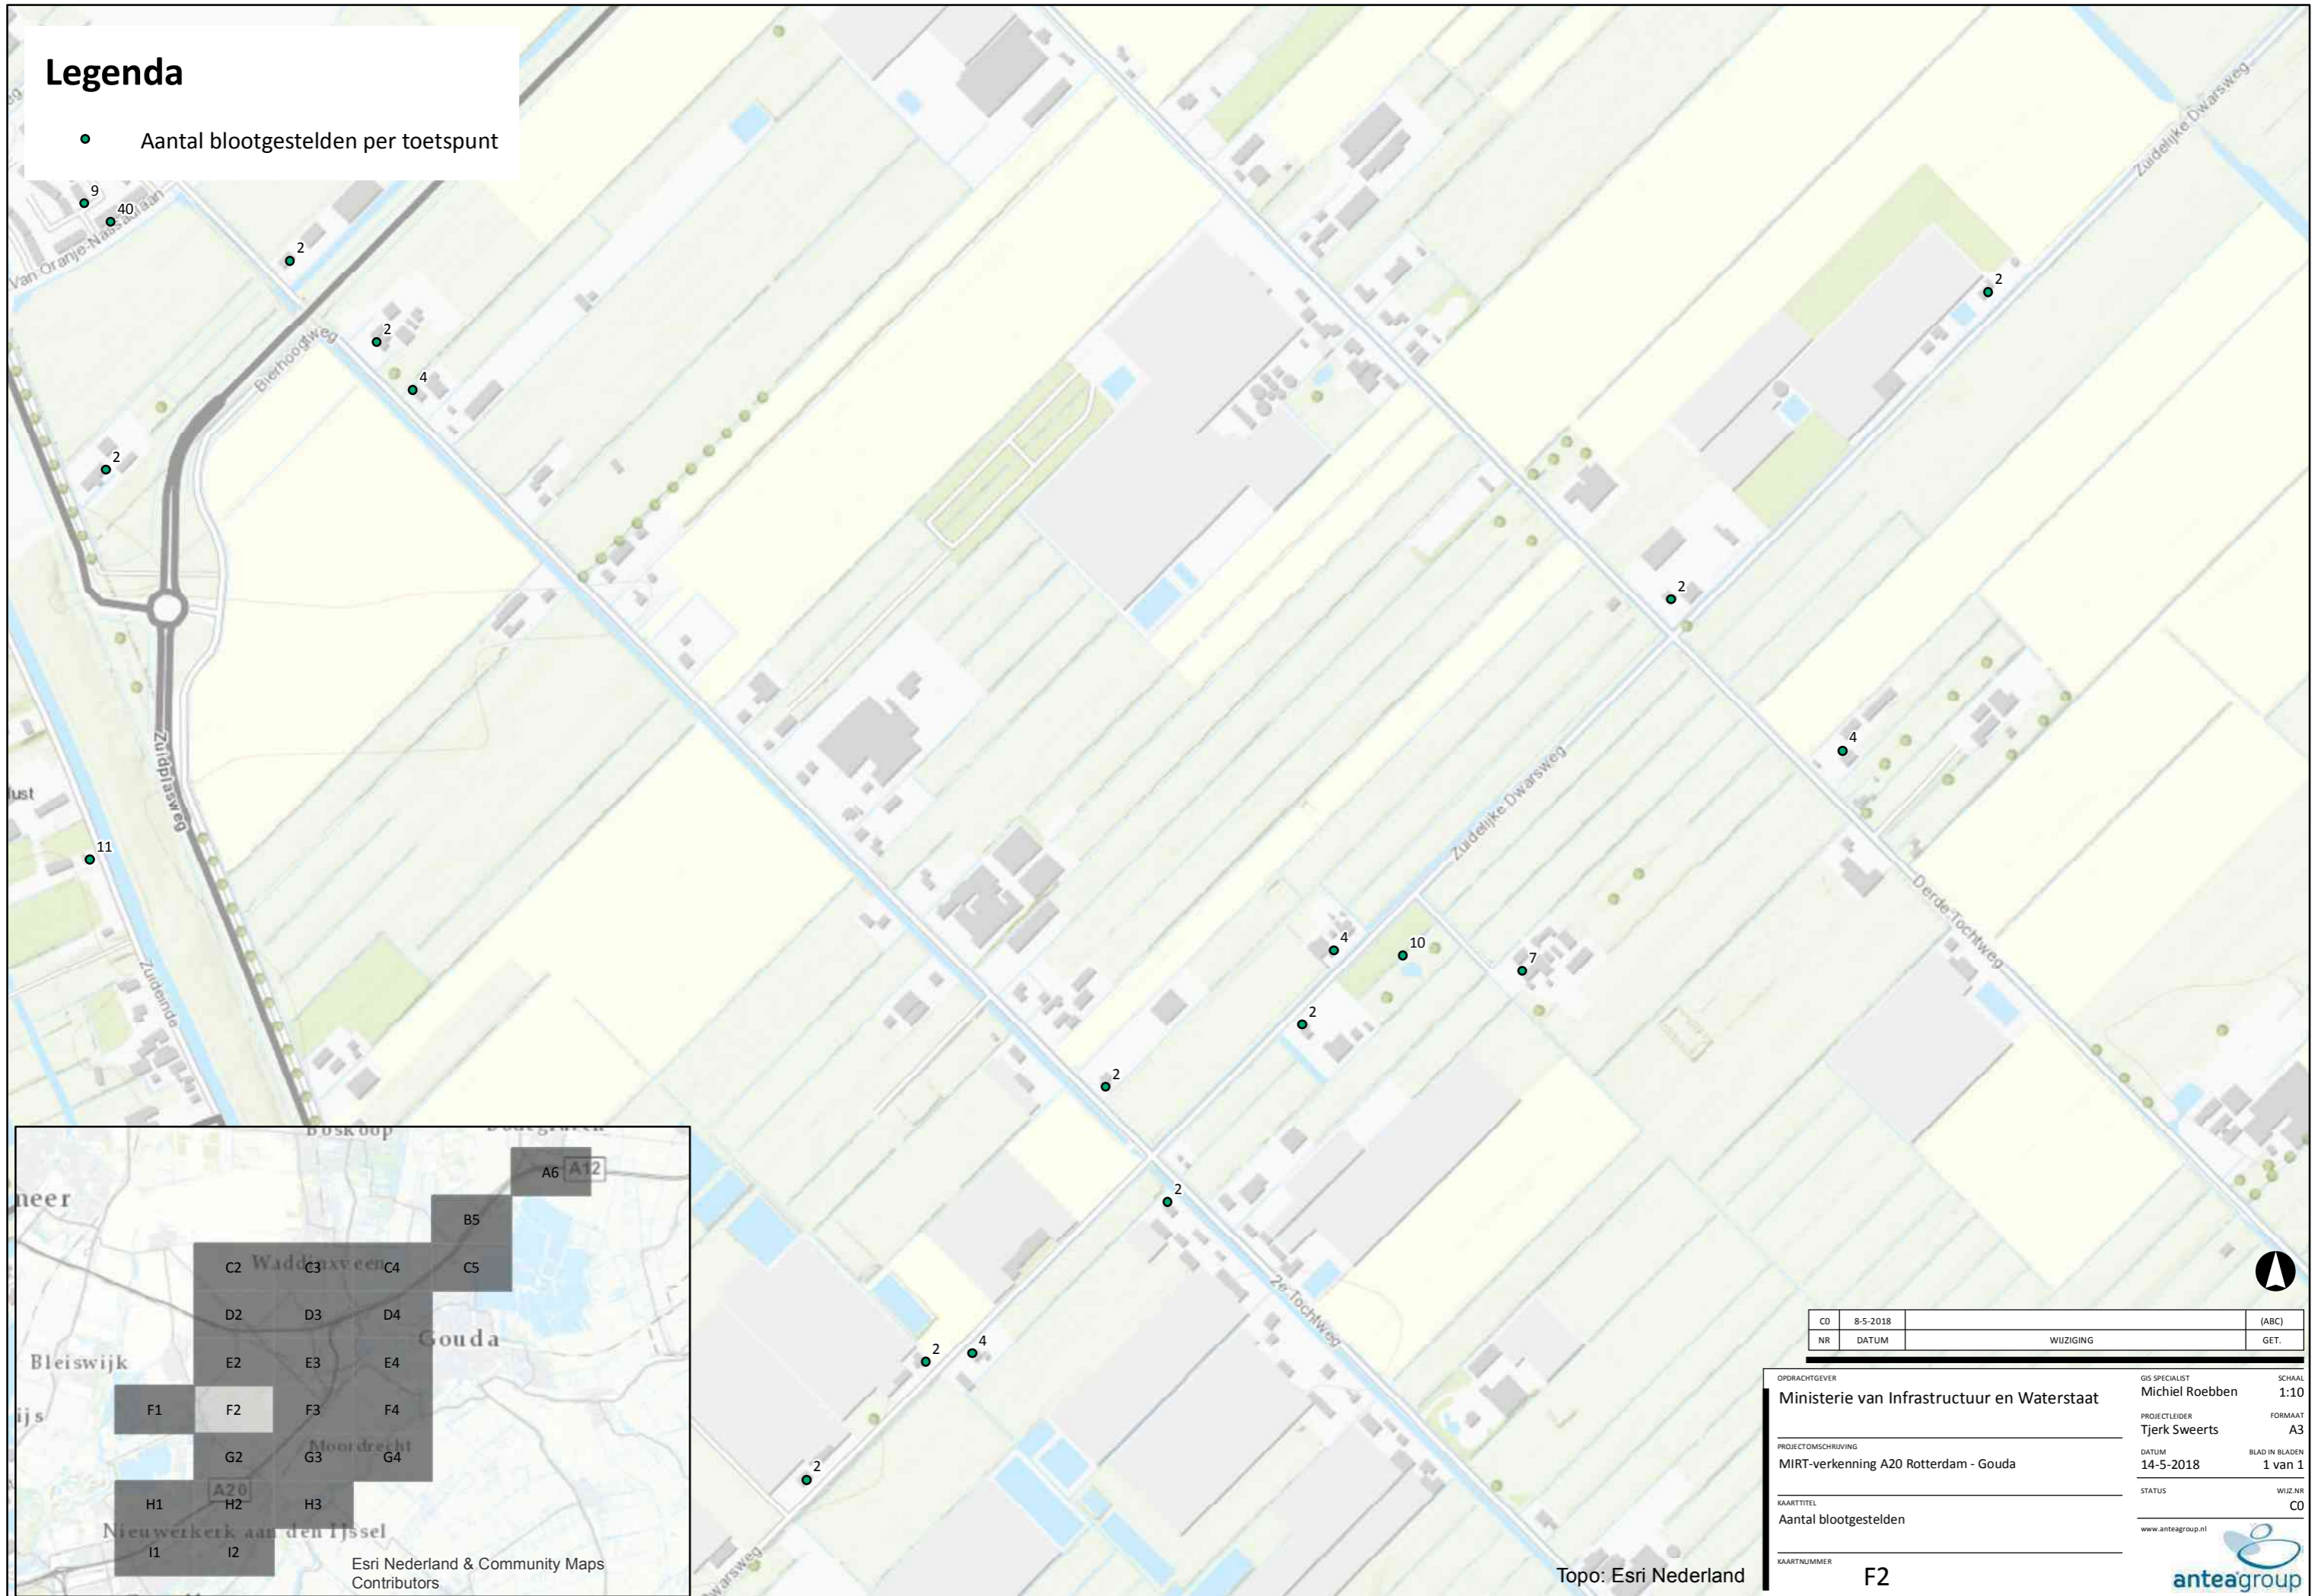 Legenda
Aantal blootgestelden per toetspunt
9
40
Van Oranje-Nassaulaan
2
2
Bierhoogtweg
4
2
Zuidplasweg
11
Zuideinde
lust
Zuidelijke Dwarsweg
2
2
4
Zuidelijke Dwarsweg
Derde Tochtweg
4
10
7
2
2
2
2e Tochtweg
2
4
2
warsweg
Boskoop
A6
A12
B5
C2
Waddinxveen
C3
C4
C5
D2
D3
D4
Gouda
Bleiswijk
E2
E3
E4
F1
F2
F3
F4
Moordrecht
G2
G3
G4
A20
H1
H2
H3
Nieuwerkerk aan den IJssel
I1
I2
neer
ijs
Esri Nederland & Community Maps
Contributors
Topo: Esri Nederland
C0 8-5-2018 (ABC)
NR DATUM WIJZIGING GET.
OPDRACHTGEVER
Ministerie van Infrastructuur en Waterstaat
PROJECTOMSCHRIJVING
MIRT-verkenning A20 Rotterdam - Gouda
KAARTTITEL
Aantal blootgestelden
KAARTNUMMER
F2
GIS SPECIALIST SCHAAL
Michiel Roebben 1:10
PROJECTLEIDER FORMAAT
Tjerk Sweerts A3
DATUM BLAD IN BLADEN
14-5-2018 1 van 1
STATUS WIJZ.NR
C0
www.anteagroup.nl
anteagroup